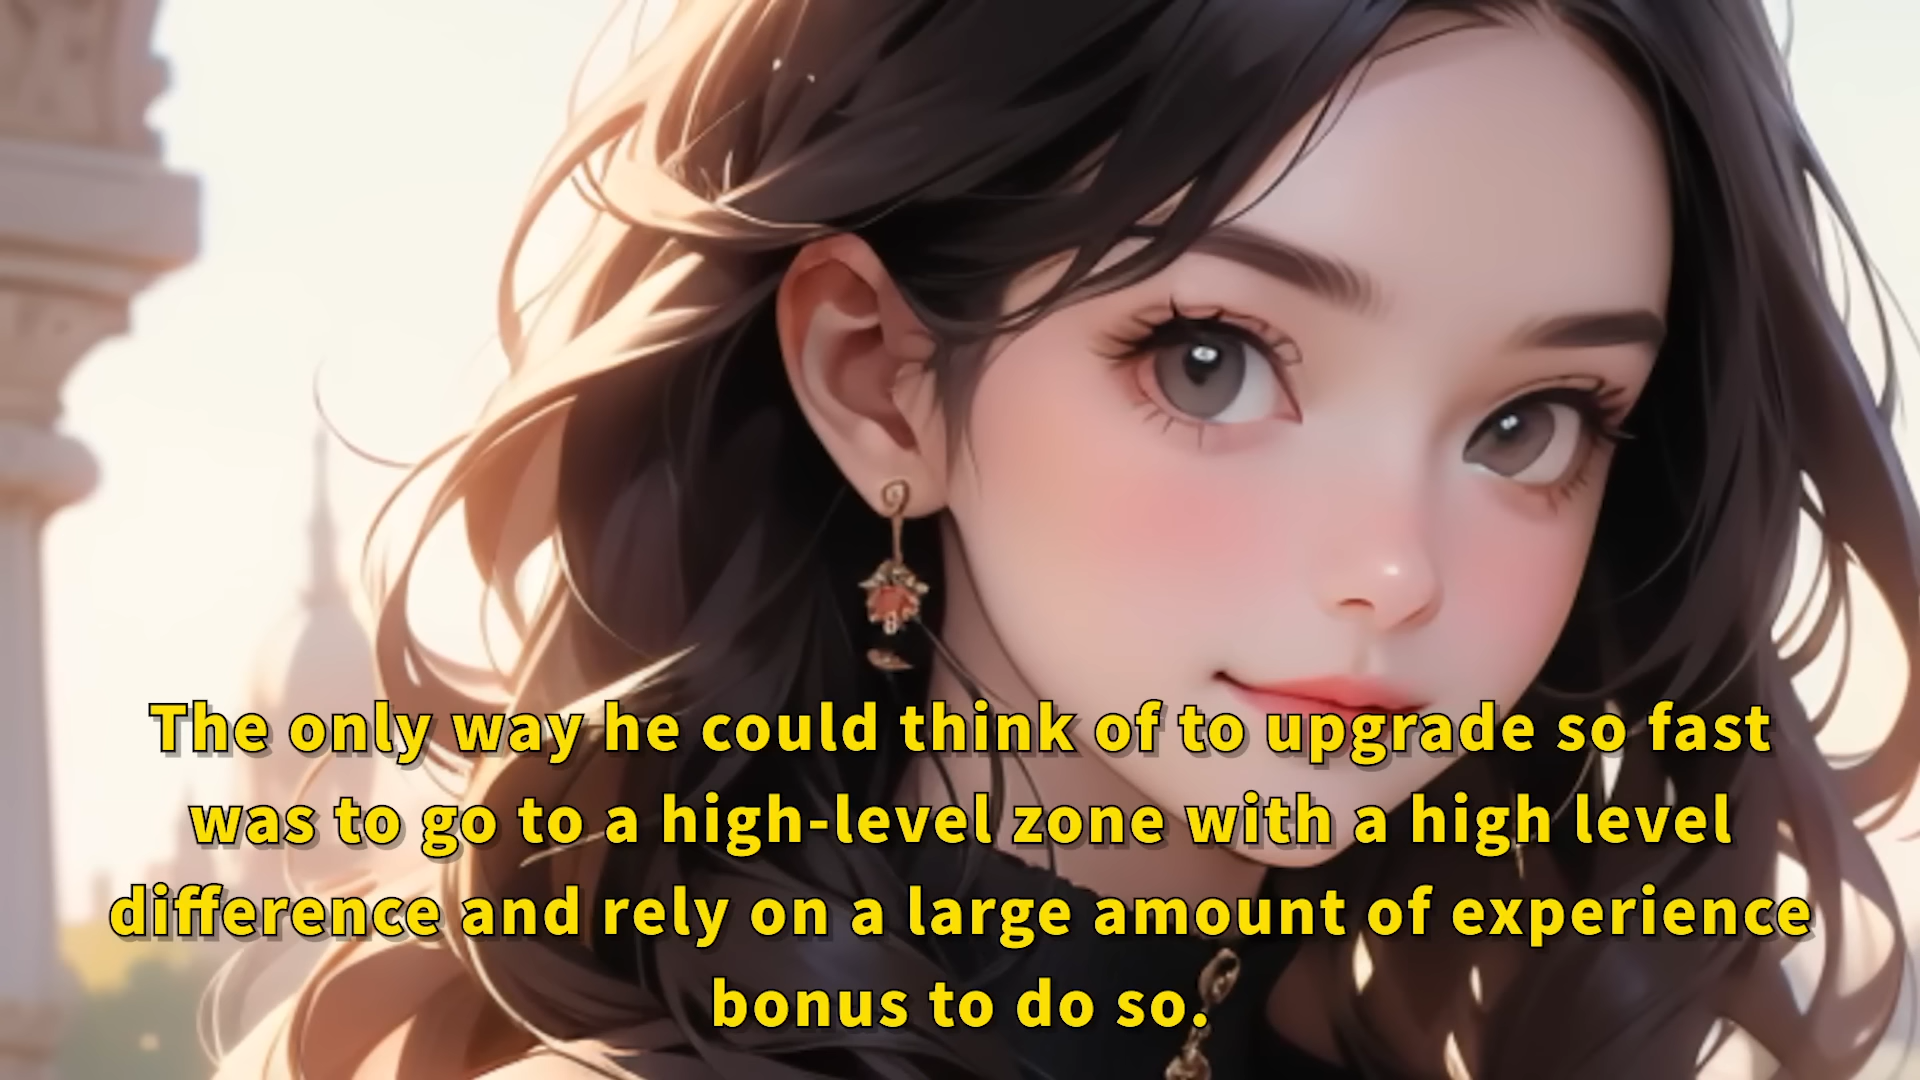 The only way he could think of to upgrade so fast
was to go to a high-level zone with a high level
difference and rely on a large amount of experience
bonus to do so.